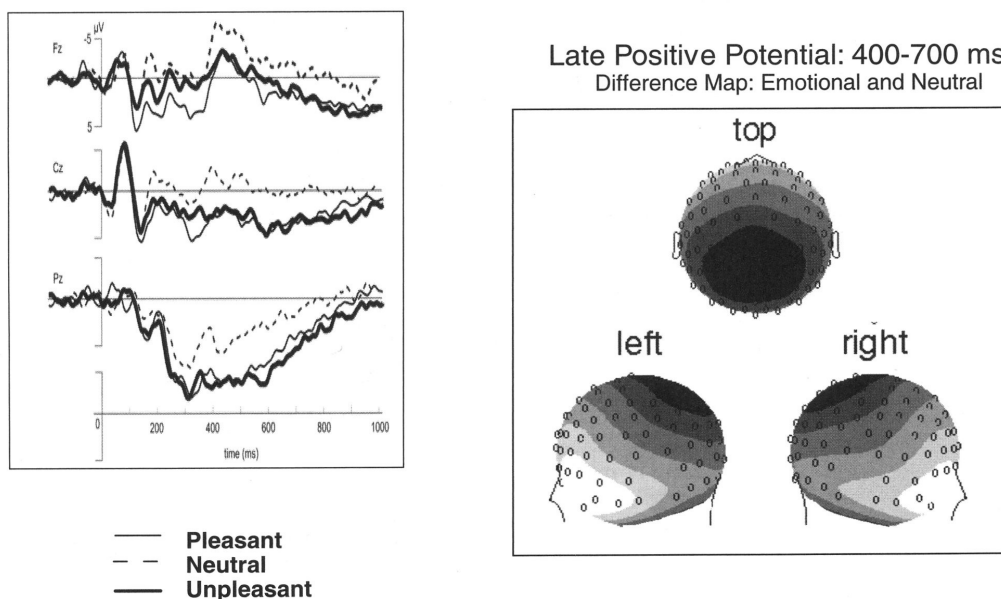 µV
-5
Fz
5
Cz
Pz
0
200
400
600
800
1000
time (ms)
Pleasant
Neutral
Unpleasant
Late Positive Potential: 400-700 ms
Difference Map: Emotional and Neutral
top
left
right